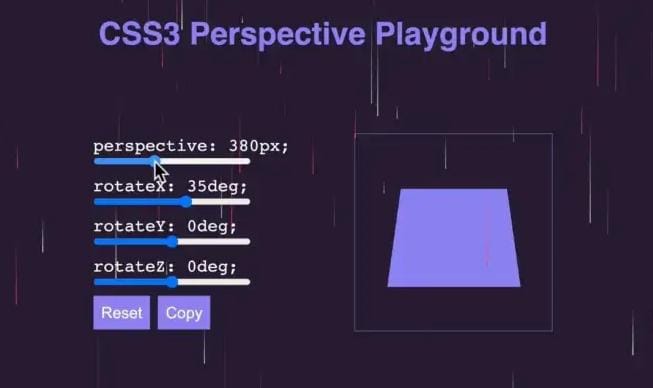 CSS3 Perspective Playground
perspective: 380px;
rotateX: 35deg;
rotateY: 0deg;
rotateZ: 0deg;
Reset Copy